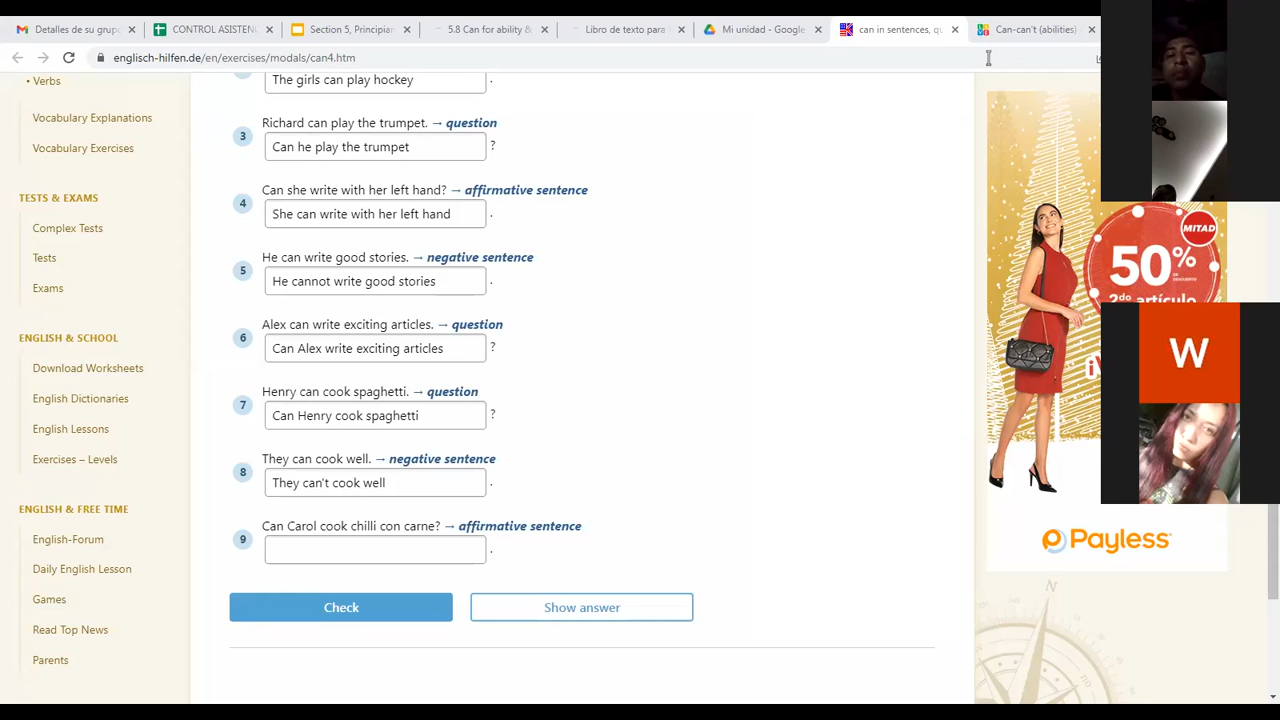 Detalles de su grup
CONTROL ASISTEN
Section 5, Principian
5.8 Can for ability &
Libro de texto para
Mi unidad - Google
can in sentences, qu
Can-can't (abilities)
englisch-hilfen.de/en/exercises/modals/can4.htm
• Verbs
Vocabulary Explanations
Vocabulary Exercises
TESTS & EXAMS
Complex Tests
Tests
Exams
ENGLISH & SCHOOL
Download Worksheets
English Dictionaries
English Lessons
Exercises – Levels
ENGLISH & FREE TIME
English-Forum
Daily English Lesson
Games
Read Top News
Parents
The girls can play hockey .
3 Richard can play the trumpet. → question
Can he play the trumpet ?
4 Can she write with her left hand? → affirmative sentence
She can write with her left hand .
5 He can write good stories. → negative sentence
He cannot write good stories .
6 Alex can write exciting articles. → question
Can Alex write exciting articles ?
7 Henry can cook spaghetti. → question
Can Henry cook spaghetti ?
8 They can cook well. → negative sentence
They can't cook well .
9 Can Carol cook chilli con carne? → affirmative sentence
.
Check
Show answer
MITAD
50%
2do artículo
W
Payless
N